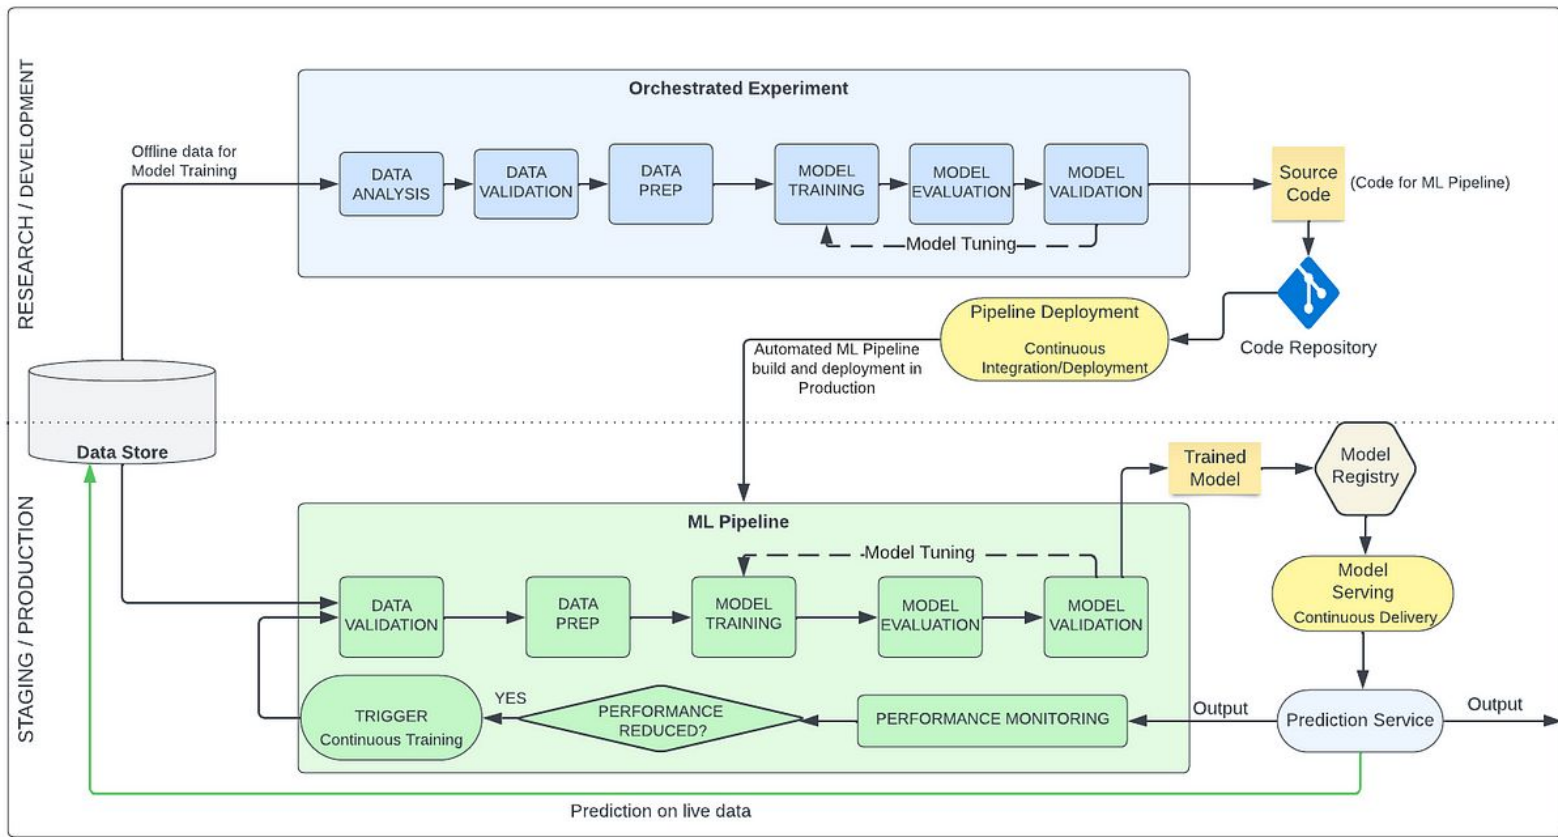 RESEARCH / DEVELOPMENT
Orchestrated Experiment
Offline data for
Model Training
DATA
ANALYSIS
DATA
VALIDATION
DATA
PREP
MODEL
TRAINING
MODEL
EVALUATION
MODEL
VALIDATION
Model Tuning
Source
Code
(Code for ML Pipeline)
Code Repository
Pipeline Deployment
Continuous
Integration/Deployment
Automated ML Pipeline
build and deployment in
Production
Data Store
STAGING / PRODUCTION
ML Pipeline
Model Tuning
DATA
VALIDATION
DATA
PREP
MODEL
TRAINING
MODEL
EVALUATION
MODEL
VALIDATION
Trained
Model
Model
Registry
Model
Serving
Continuous Delivery
Prediction Service
Output
Output
PERFORMANCE MONITORING
PERFORMANCE
REDUCED?
YES
TRIGGER
Continuous Training
Prediction on live data